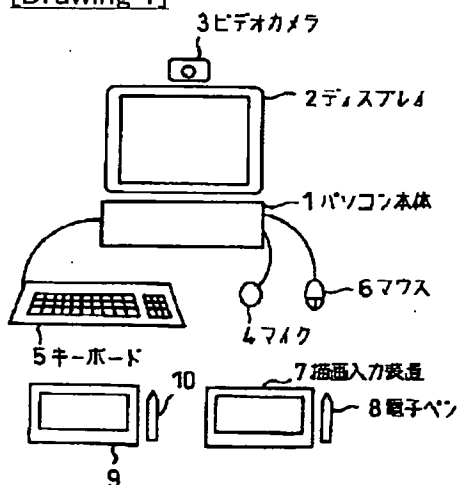 [Drawing 1]
3 ビデオカメラ
2 ディスプレイ
1 パソコン本体
6 マウス
4 マイク
5 キーボード
7 描画入力装置
8 電子ペン
10
9